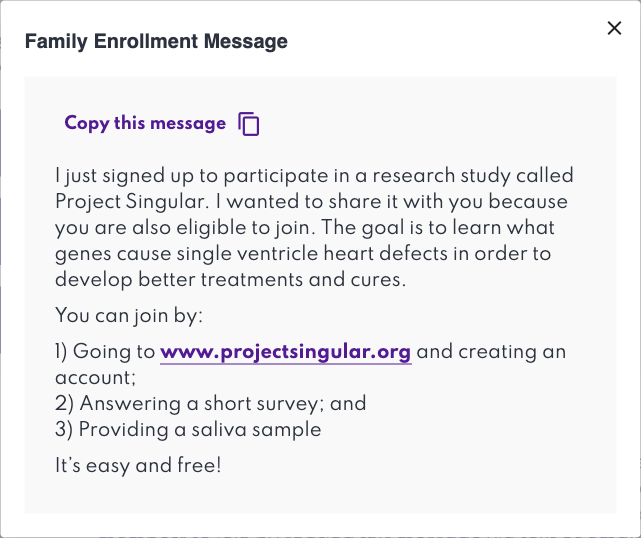 Family Enrollment Message
Copy this message
I just signed up to participate in a research study called
Project Singular. I wanted to share it with you because
you are also eligible to join. The goal is to learn what
genes cause single ventricle heart defects in order to
develop better treatments and cures.
You can join by:
1) Going to www.projectsingular.org and creating an
account;
2) Answering a short survey; and
3) Providing a saliva sample
It's easy and free!